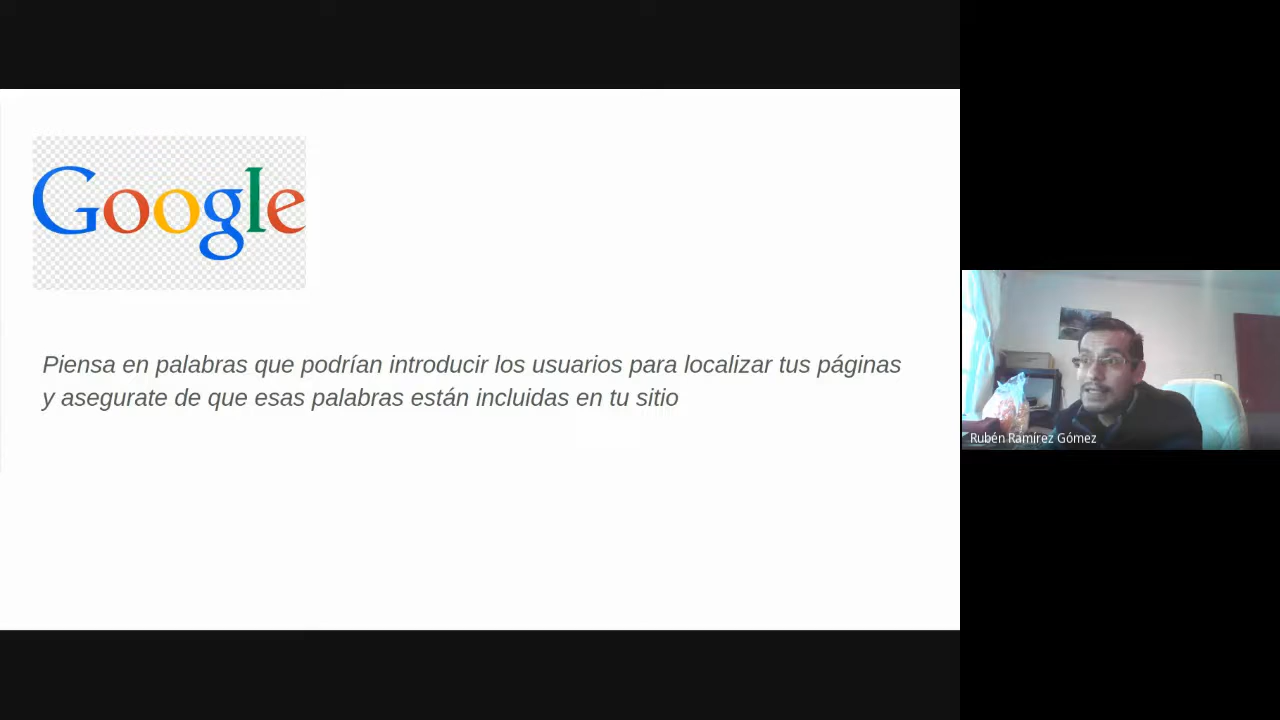 Google
Piensa en palabras que podrían introducir los usuarios para localizar tus páginas
y asegurate de que esas palabras están incluidas en tu sitio
Rubén Ramírez Gómez